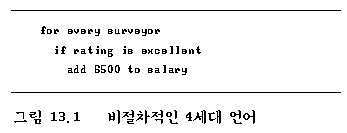 for every surveyor
if rating is excellent
add 6500 to salary
그림 13.1 비절차적인 4세대 언어